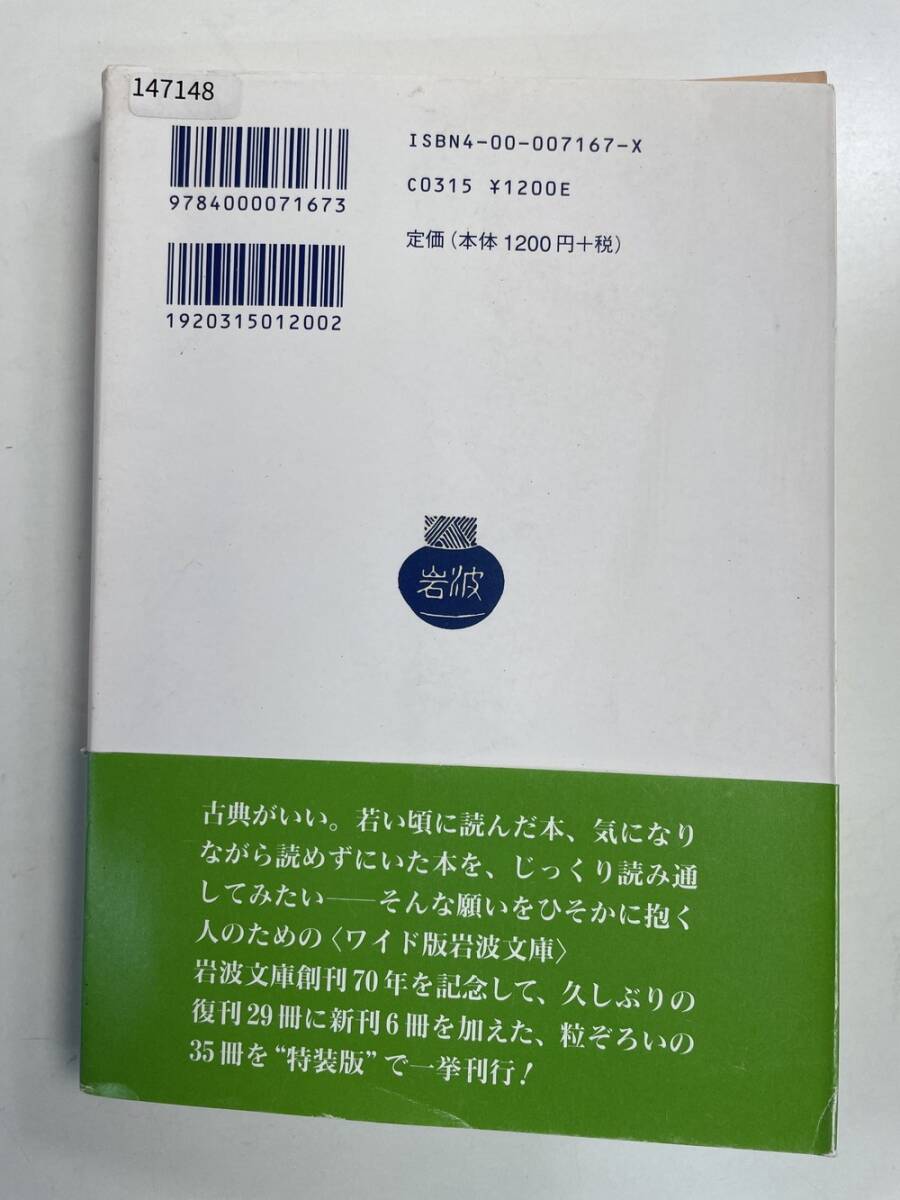 147148
ISBN4-00-007167-X
9784000071673
C0315 ¥1200E
定価(本体1200円+税)
1920315012002
岩波
古典がいい。若い頃に読んだ本、気になり
ながら読めずにいた本を、じっくり読み通
してみたい──そんな願いをひそかに抱く
人のための〈ワイド版岩波文庫〉
岩波文庫創刊70年を記念して、久しぶりの
復刊29冊に新刊6冊を加えた、粒ぞろいの
35冊を“特装版”で一挙刊行!